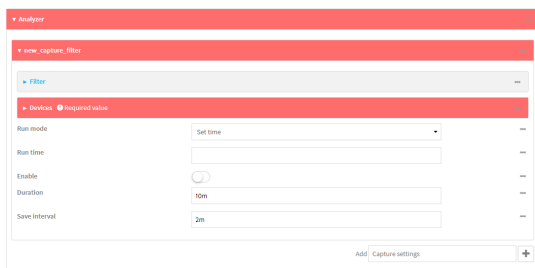 Analyzer
new_capture_filter
Filter
Devices Required value
Run mode
Set time
Run time
Enable
Duration
10m
Save interval
2m
Add Capture settings